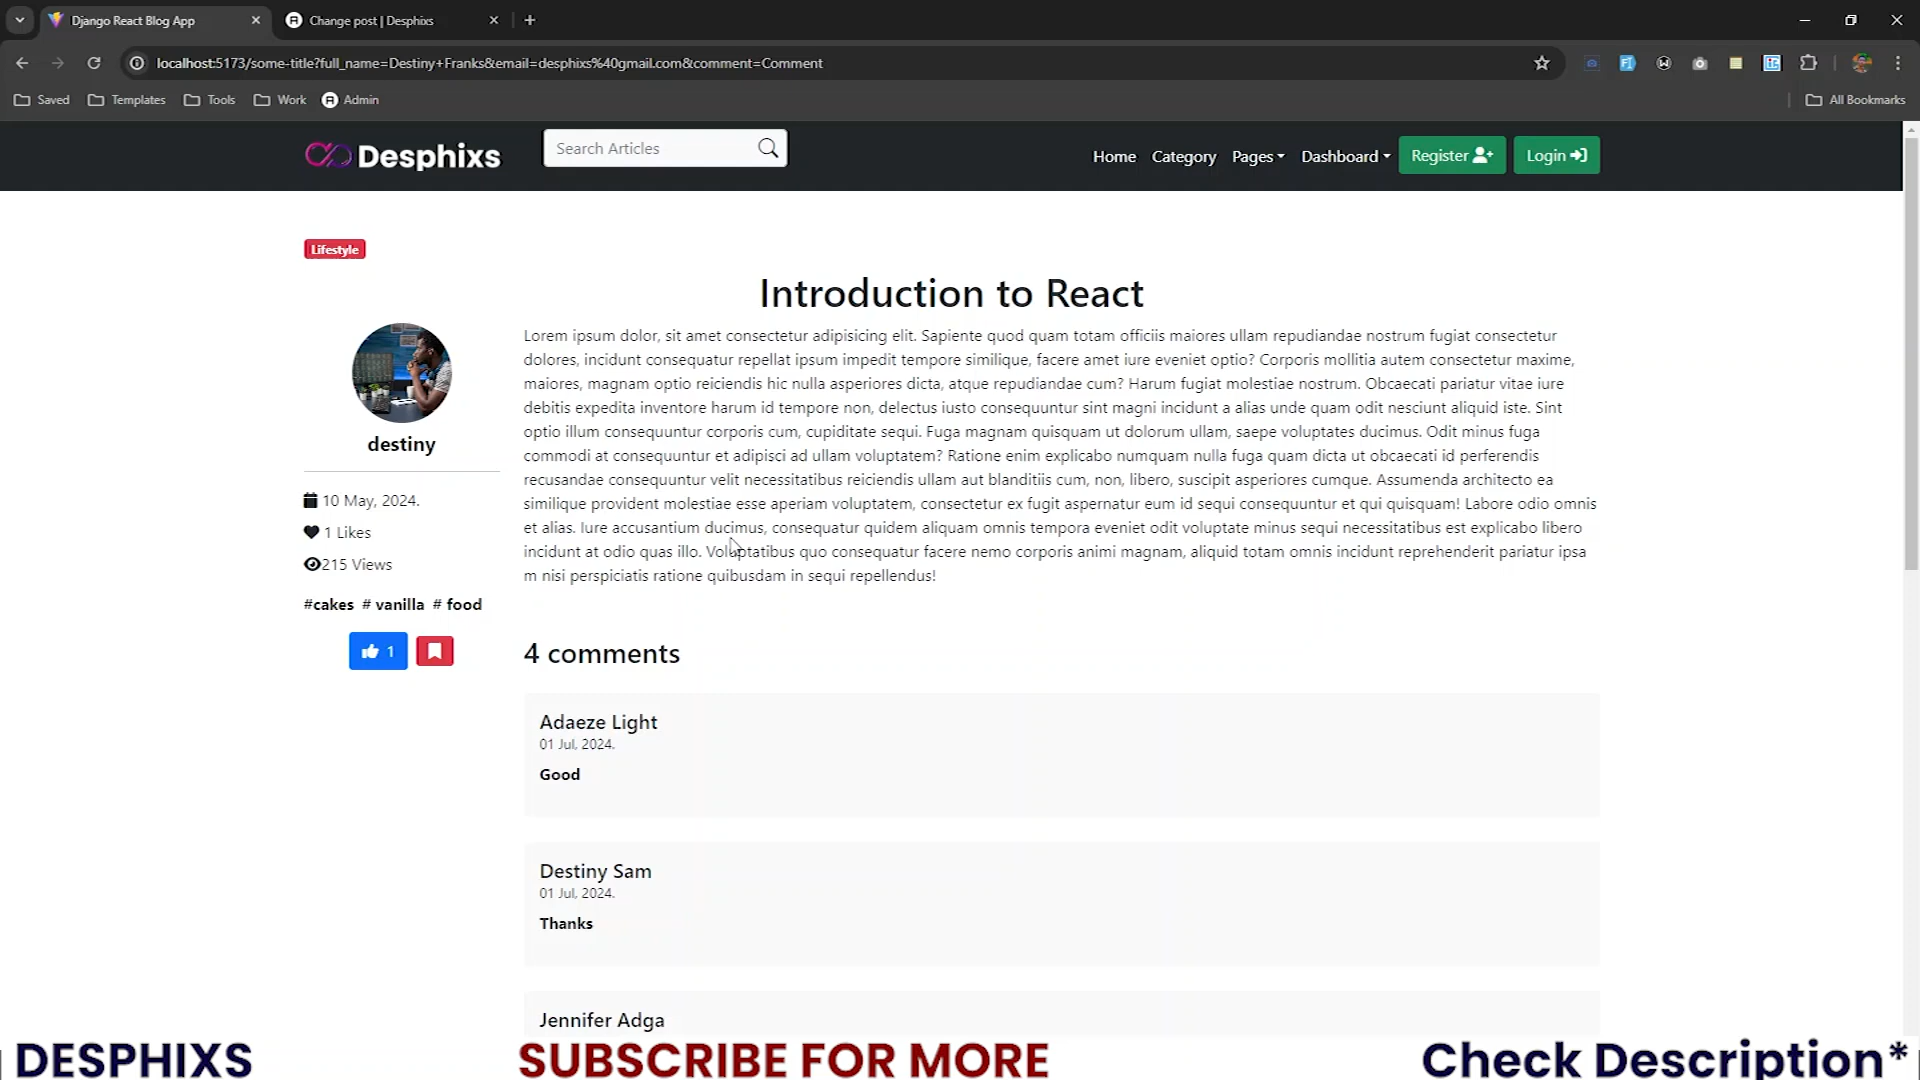 Django React Blog App
Change post | Desphixs
localhost:5173/some-title?full_name=Destiny+Franks&email=desphixs%40gmail.com&comment=Comment
Saved
Templates
Tools
Work
Admin
All Bookmarks
Desphixs
Search Articles
Home
Category
Pages
Dashboard
Register
Login
Lifestyle
Introduction to React
destiny
10 May, 2024.
1 Likes
215 Views
#cakes # vanilla # food
1
Lorem ipsum dolor, sit amet consectetur adipisicing elit. Sapiente quod quam totam officiis maiores ullam repudiandae nostrum fugiat consectetur
dolores, incidunt consequatur repellat ipsum impedit tempore similique, facere amet iure eveniet optio? Corporis mollitia autem consectetur maxime,
maiores, magnam optio reiciendis hic nulla asperiores dicta, atque repudiandae cum? Harum fugiat molestiae nostrum. Obcaecati pariatur vitae iure
debitis expedita inventore harum id tempore non, delectus iusto consequuntur sint magni incidunt a alias unde quam odit nesciunt aliquid iste. Sint
optio illum consequuntur corporis cum, cupiditate sequi. Fuga magnam quisquam ut dolorum ullam, saepe voluptates ducimus. Odit minus fuga
commodi at consequuntur et adipisci ad ullam voluptatem? Ratione enim explicabo numquam nulla fuga quam dicta ut obcaecati id perferendis
recusandae consequuntur velit necessitatibus reiciendis ullam aut blanditiis cum, non, libero, suscipit asperiores cumque. Assumenda architecto ea
similique provident molestiae esse aperiam voluptatem, consectetur ex fugit aspernatur eum id sequi consequuntur et qui quisquam! Labore odio omnis
et alias. Iure accusantium ducimus, consequatur quidem aliquam omnis tempora eveniet odit voluptate minus sequi necessitatibus est explicabo libero
incidunt at odio quas illo. Voluptatibus quo consequatur facere nemo corporis animi magnam, aliquid totam omnis incidunt reprehenderit pariatur ipsa
m nisi perspiciatis ratione quibusdam in sequi repellendus!
4 comments
Adaeze Light
01 Jul, 2024.
Good
Destiny Sam
01 Jul, 2024.
Thanks
Jennifer Adga
DESPHIXS
SUBSCRIBE FOR MORE
Check Description*